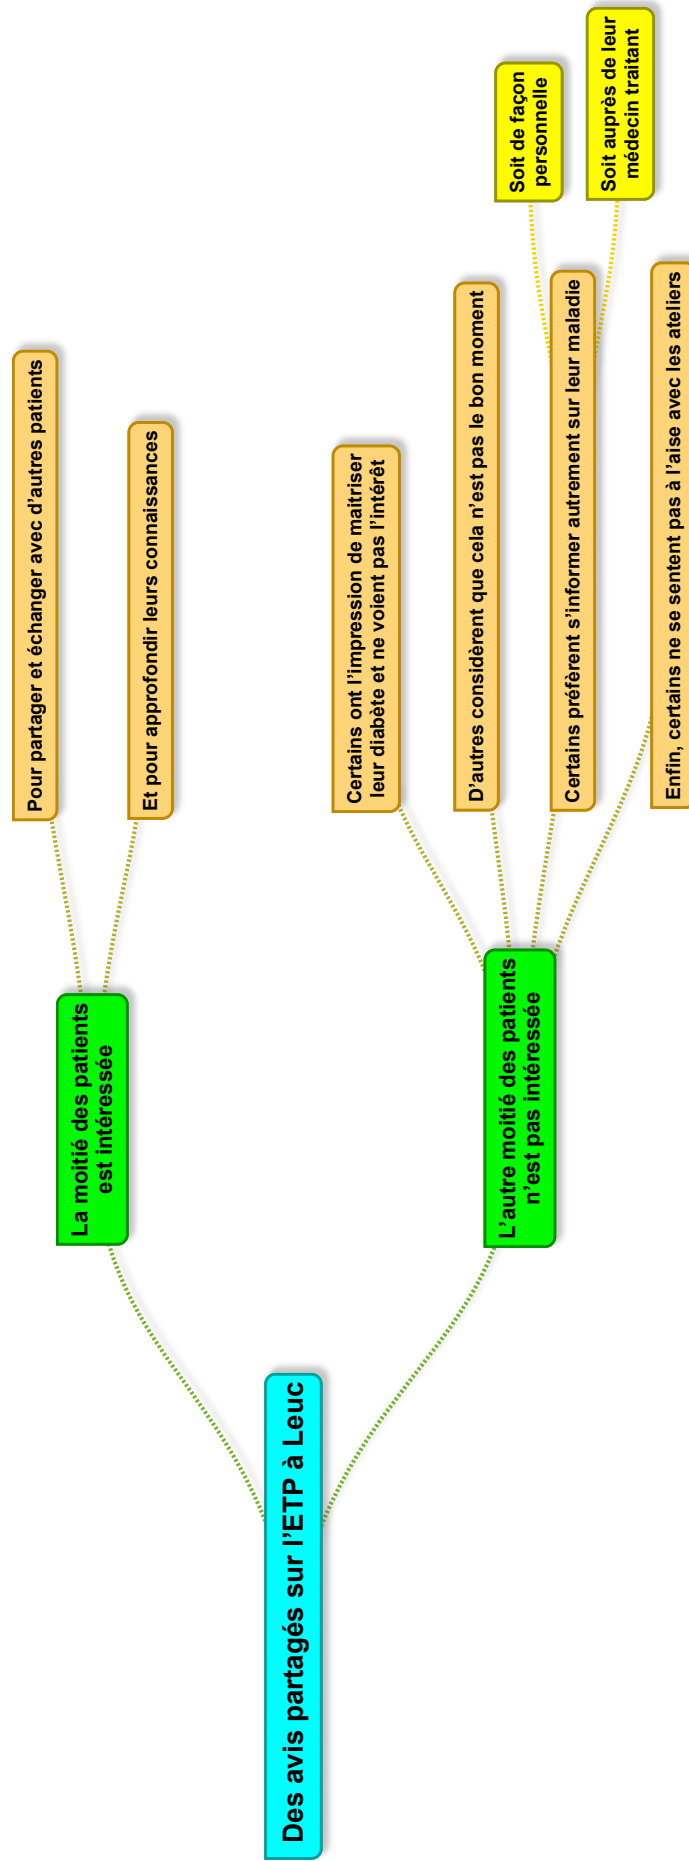 Des avis partagés sur l’ETP à Leuc
La moitié des patients
est intéressée
Pour partager et échanger avec d’autres patients
Et pour approfondir leurs connaissances
L’autre moitié des patients
n’est pas intéressée
Certains ont l’impression de maitriser
leur diabète et ne voient pas l’intérêt
D’autres considèrent que cela n’est pas le bon moment
Certains préfèrent s’informer autrement sur leur maladie
Soit de façon
personnelle
Soit auprès de leur
médecin traitant
Enfin, certains ne se sentent pas à l’aise avec les ateliers